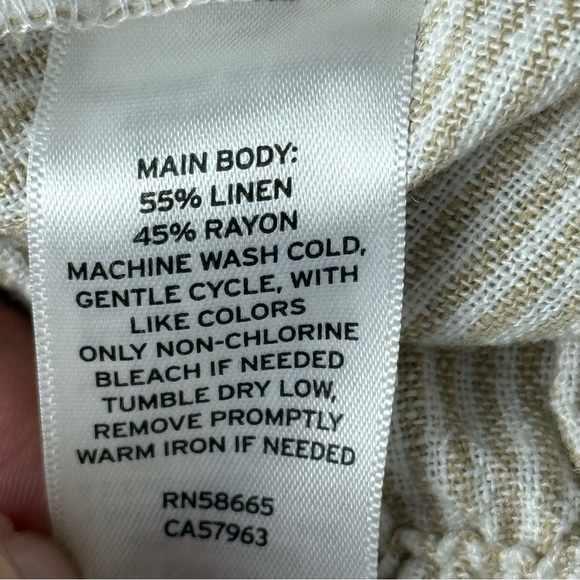 MAIN BODY:
55% LINEN
45% RAYON
MACHINE WASH COLD,
GENTLE CYCLE, WITH
LIKE COLORS
ONLY NON-CHLORINE
BLEACH IF NEEDED
TUMBLE DRY LOW,
REMOVE PROMPTLY
WARM IRON IF NEEDED
RN58665
CA57963